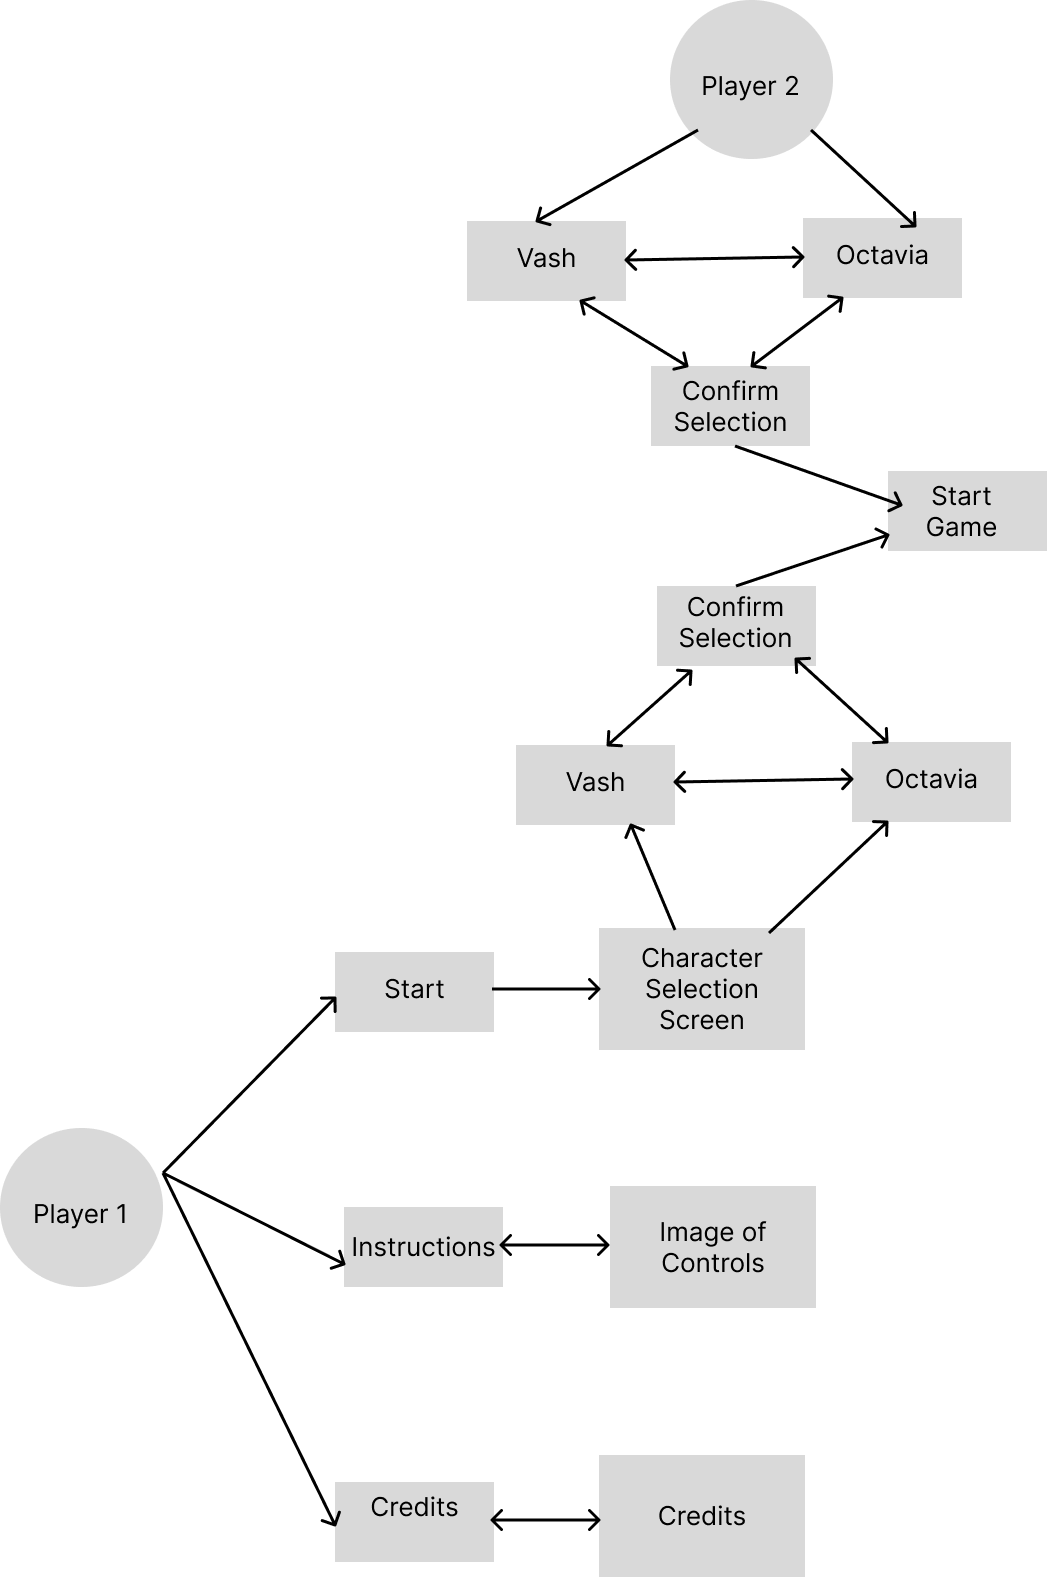 Player 2
Vash
Octavia
Confirm
Selection
Start
Game
Confirm
Selection
Vash
Octavia
Character
Selection
Screen
Start
Player 1
Instructions
Image of
Controls
Credits
Credits